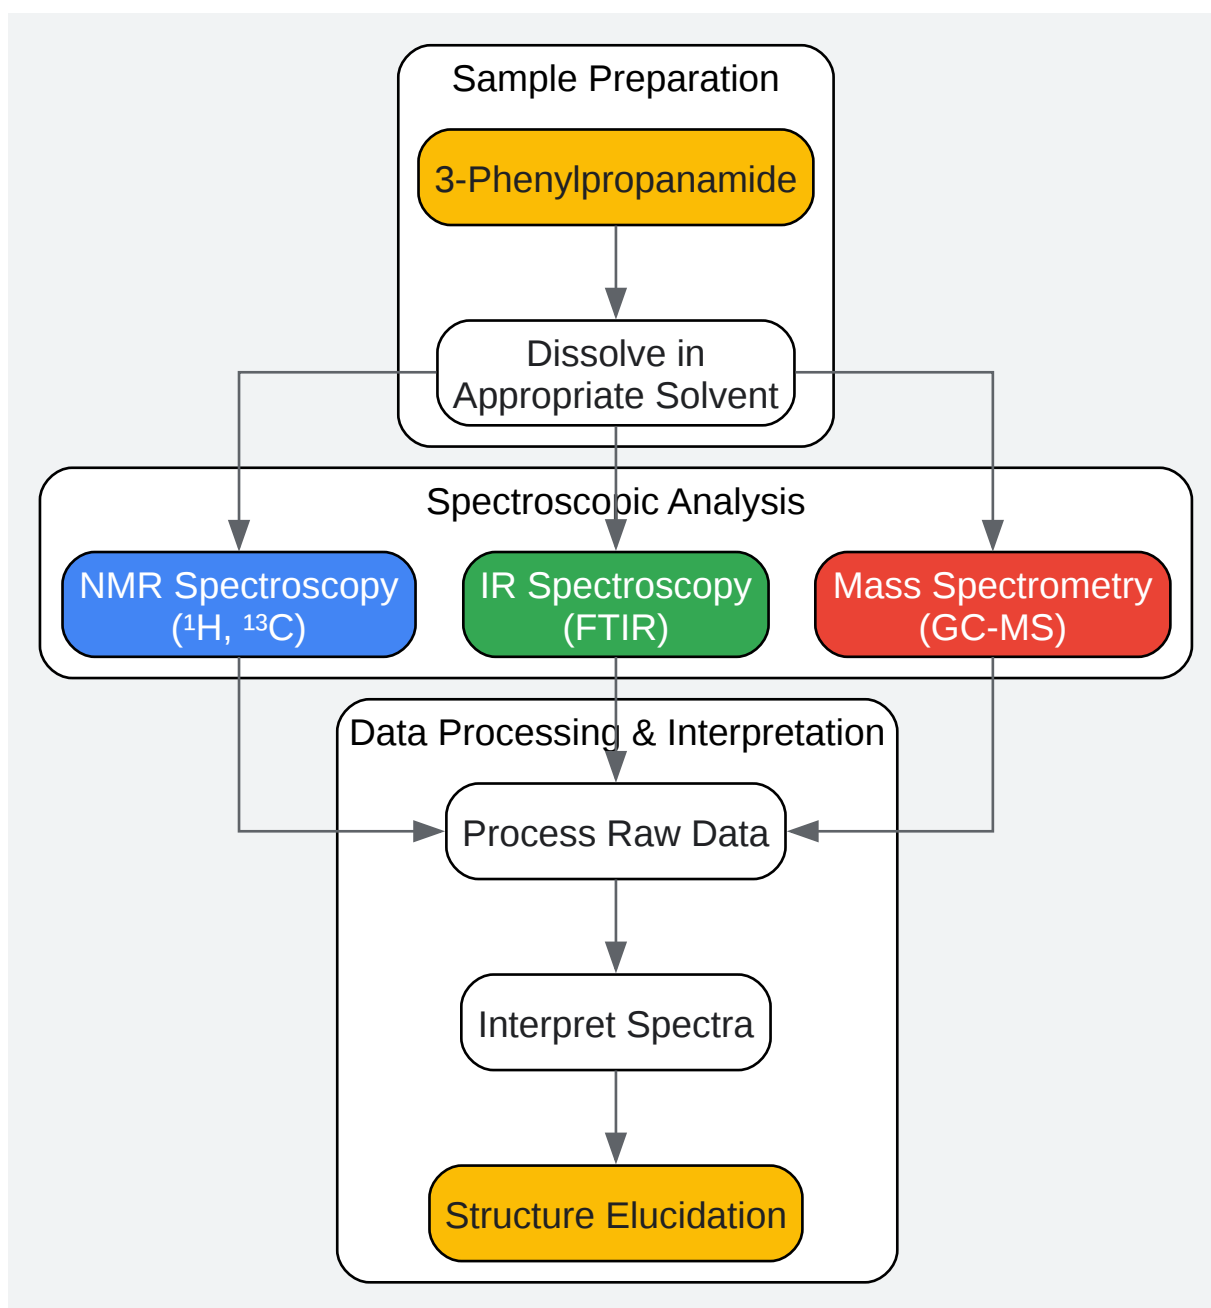 Sample Preparation
3-Phenylpropanamide
Dissolve in
Appropriate Solvent
Spectroscopic Analysis
NMR Spectroscopy
(¹H, ¹³C)
IR Spectroscopy
(FTIR)
Mass Spectrometry
(GC-MS)
Data Processing & Interpretation
Process Raw Data
Interpret Spectra
Structure Elucidation